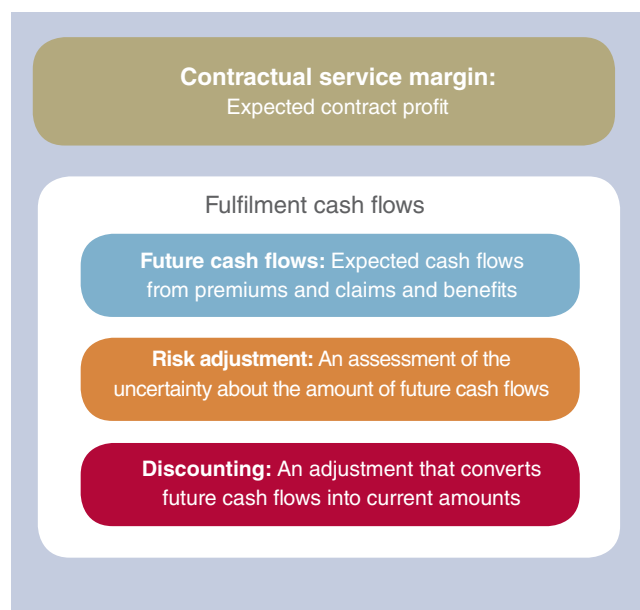 Contractual service margin:
Expected contract profit
Fulfilment cash flows
Future cash flows: Expected cash flows
from premiums and claims and benefits
Risk adjustment: An assessment of the
uncertainty about the amount of future cash flows
Discounting: An adjustment that converts
future cash flows into current amounts